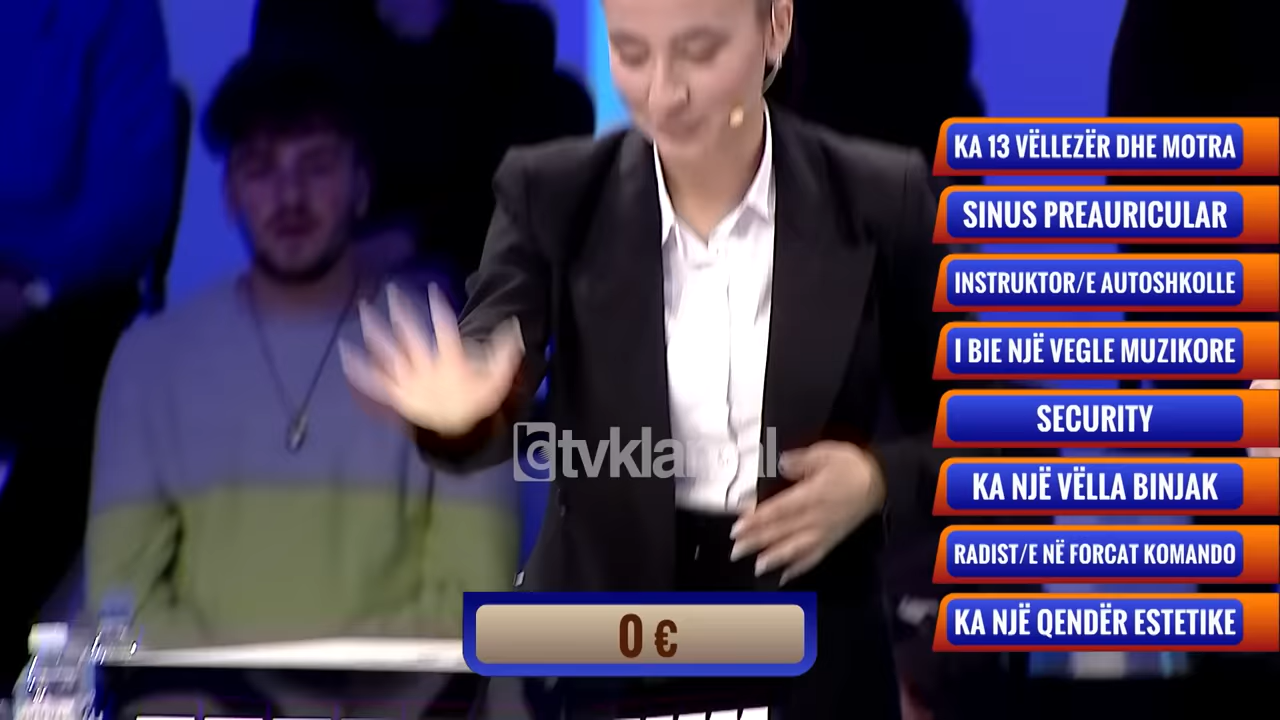 KA 13 VËLLEZËR DHE MOTRA
SINUS PREAURICULAR
INSTRUKTOR/E AUTOSHKOLLE
I BIE NJË VEGLE MUZIKORE
SECURITY
KA NJË VËLLA BINJAK
RADIST/E NË FORCAT KOMANDO
KA NJË QENDËR ESTETIKE
0 €